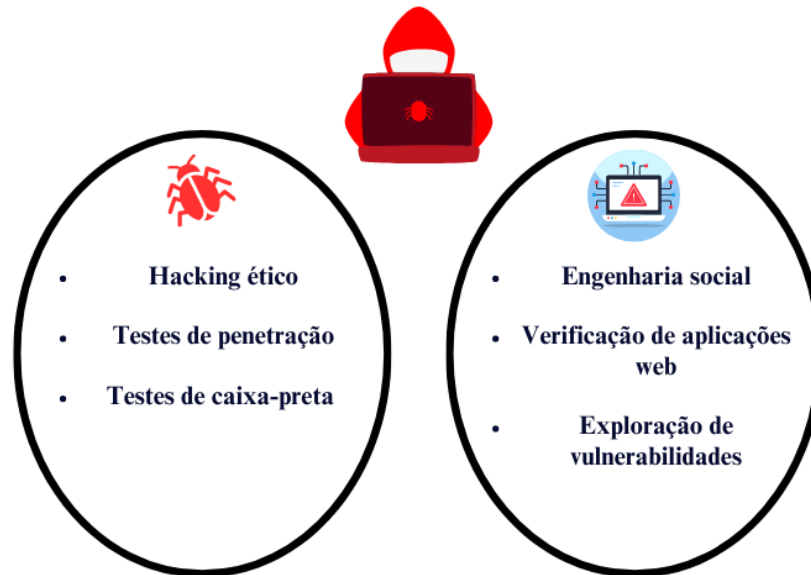 • Hacking ético
• Testes de penetração
• Testes de caixa-preta
• Engenharia social
• Verificação de aplicações
web
• Exploração de
vulnerabilidades